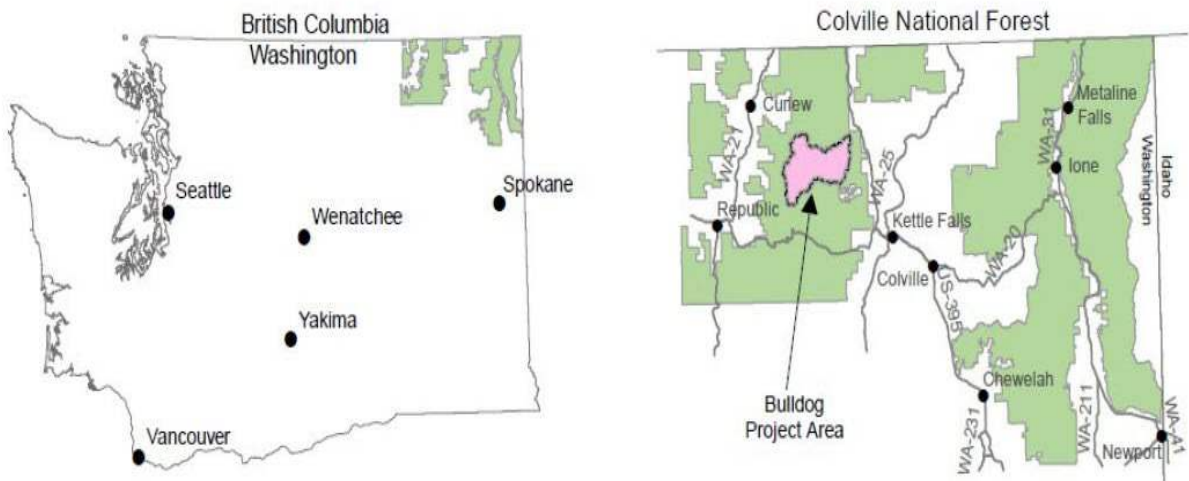 British Columbia
Washington
Seattle
Wenatchee
Spokane
Yakima
Vancouver
Colville National Forest
Curlew
Metaline
Falls
WA-21
WA-25
WA-31
Ione
Idaho
Washington
Republic
Kettle Falls
WA-20
Colville
US-395
Chewelah
Bulldog
Project Area
WA-231
WA-211
WA-41
Newport